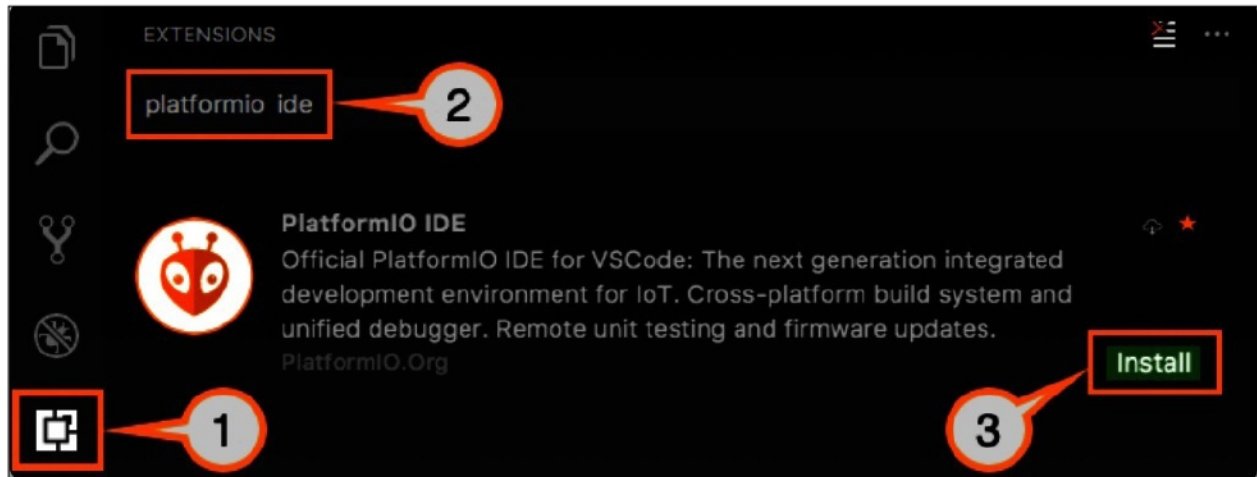 EXTENSIONS
platformio ide
2
PlatformIO IDE
Official PlatformIO IDE for VSCode: The next generation integrated
development environment for IoT. Cross-platform build system and
unified debugger. Remote unit testing and firmware updates.
PlatformIO.Org
Install
1
3